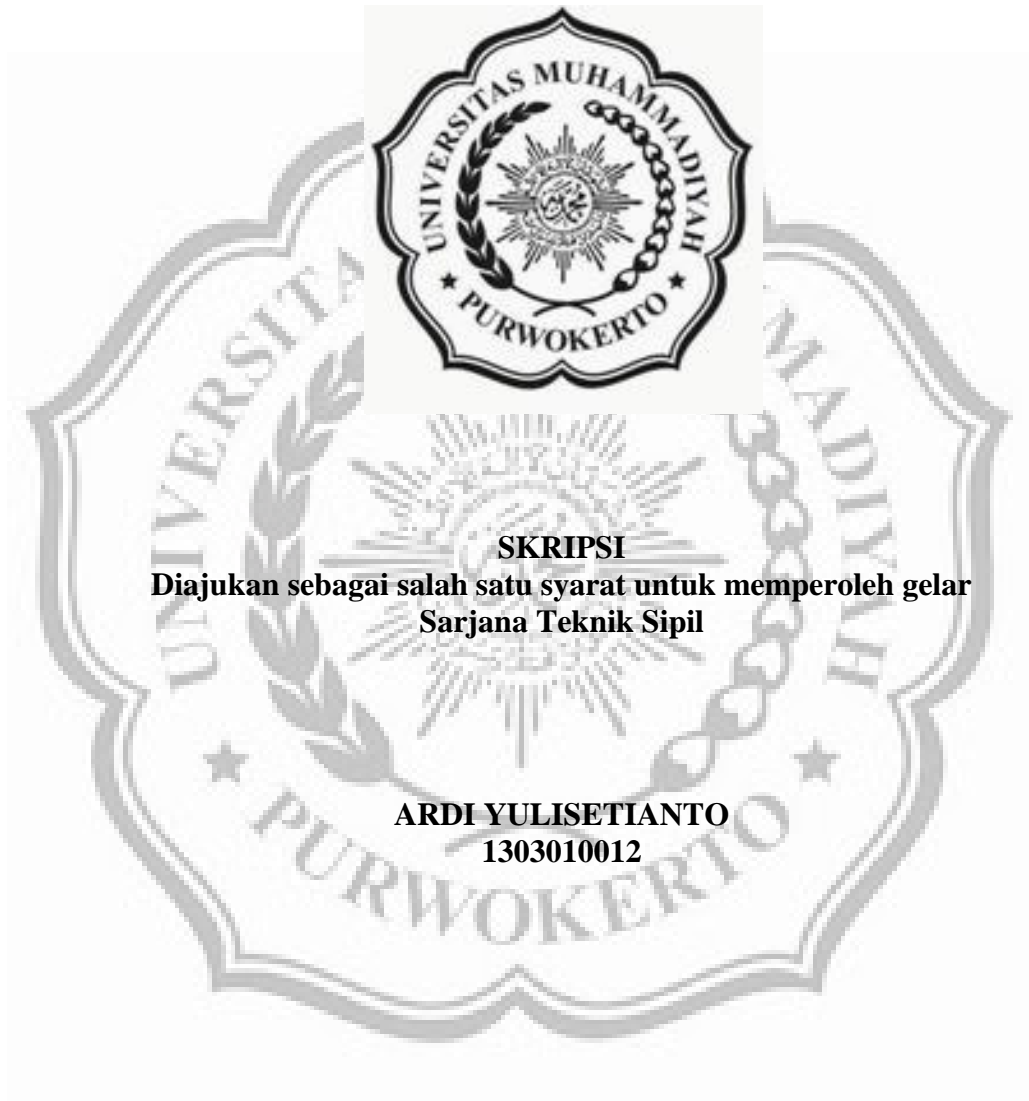 UNIVERSITAS MUHAMMADIYAH
PURWOKERTO
SKRIPSI
Diajukan sebagai salah satu syarat untuk memperoleh gelar
Sarjana Teknik Sipil
ARDI YULISETIANTO
1303010012